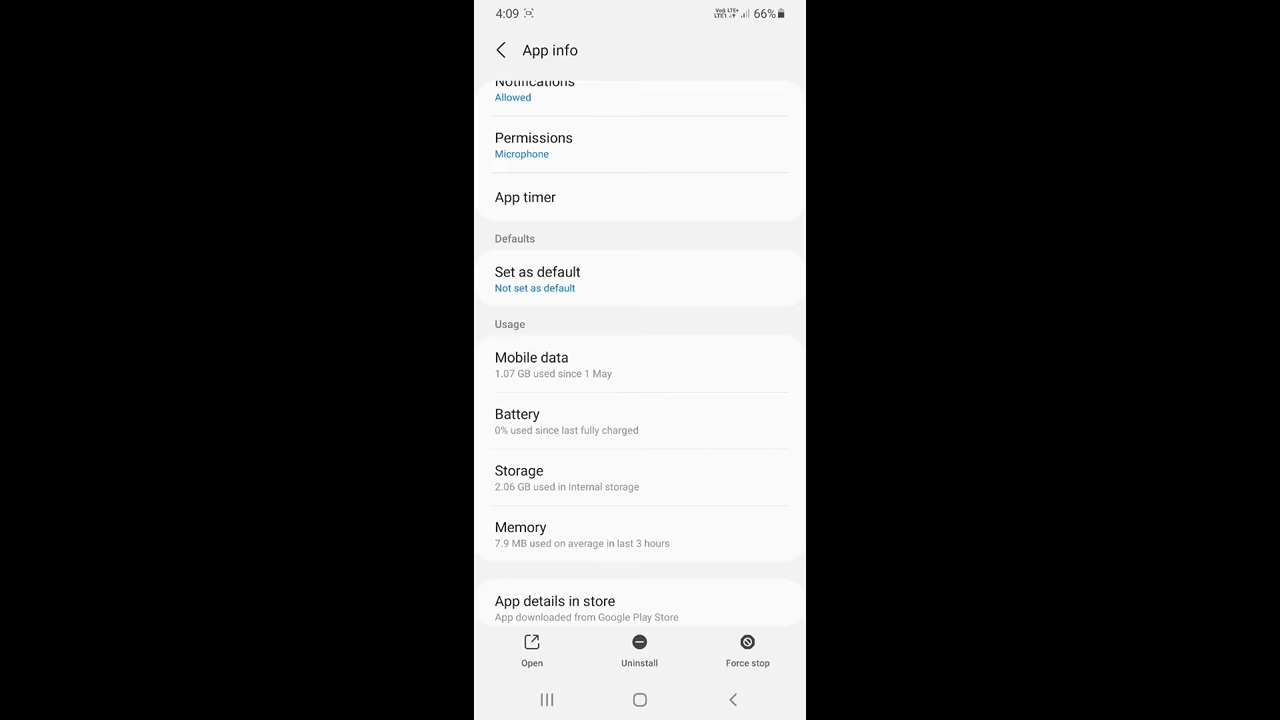 4:09
Vo) LTE+
LTE1
66%
App info
Notifications
Allowed
Permissions
Microphone
App timer
Defaults
Set as default
Not set as default
Usage
Mobile data
1.07 GB used since 1 May
Battery
0% used since last fully charged
Storage
2.06 GB used in internal storage
Memory
7.9 MB used on average in last 3 hours
App details in store
App downloaded from Google Play Store
Open
Uninstall
Force stop